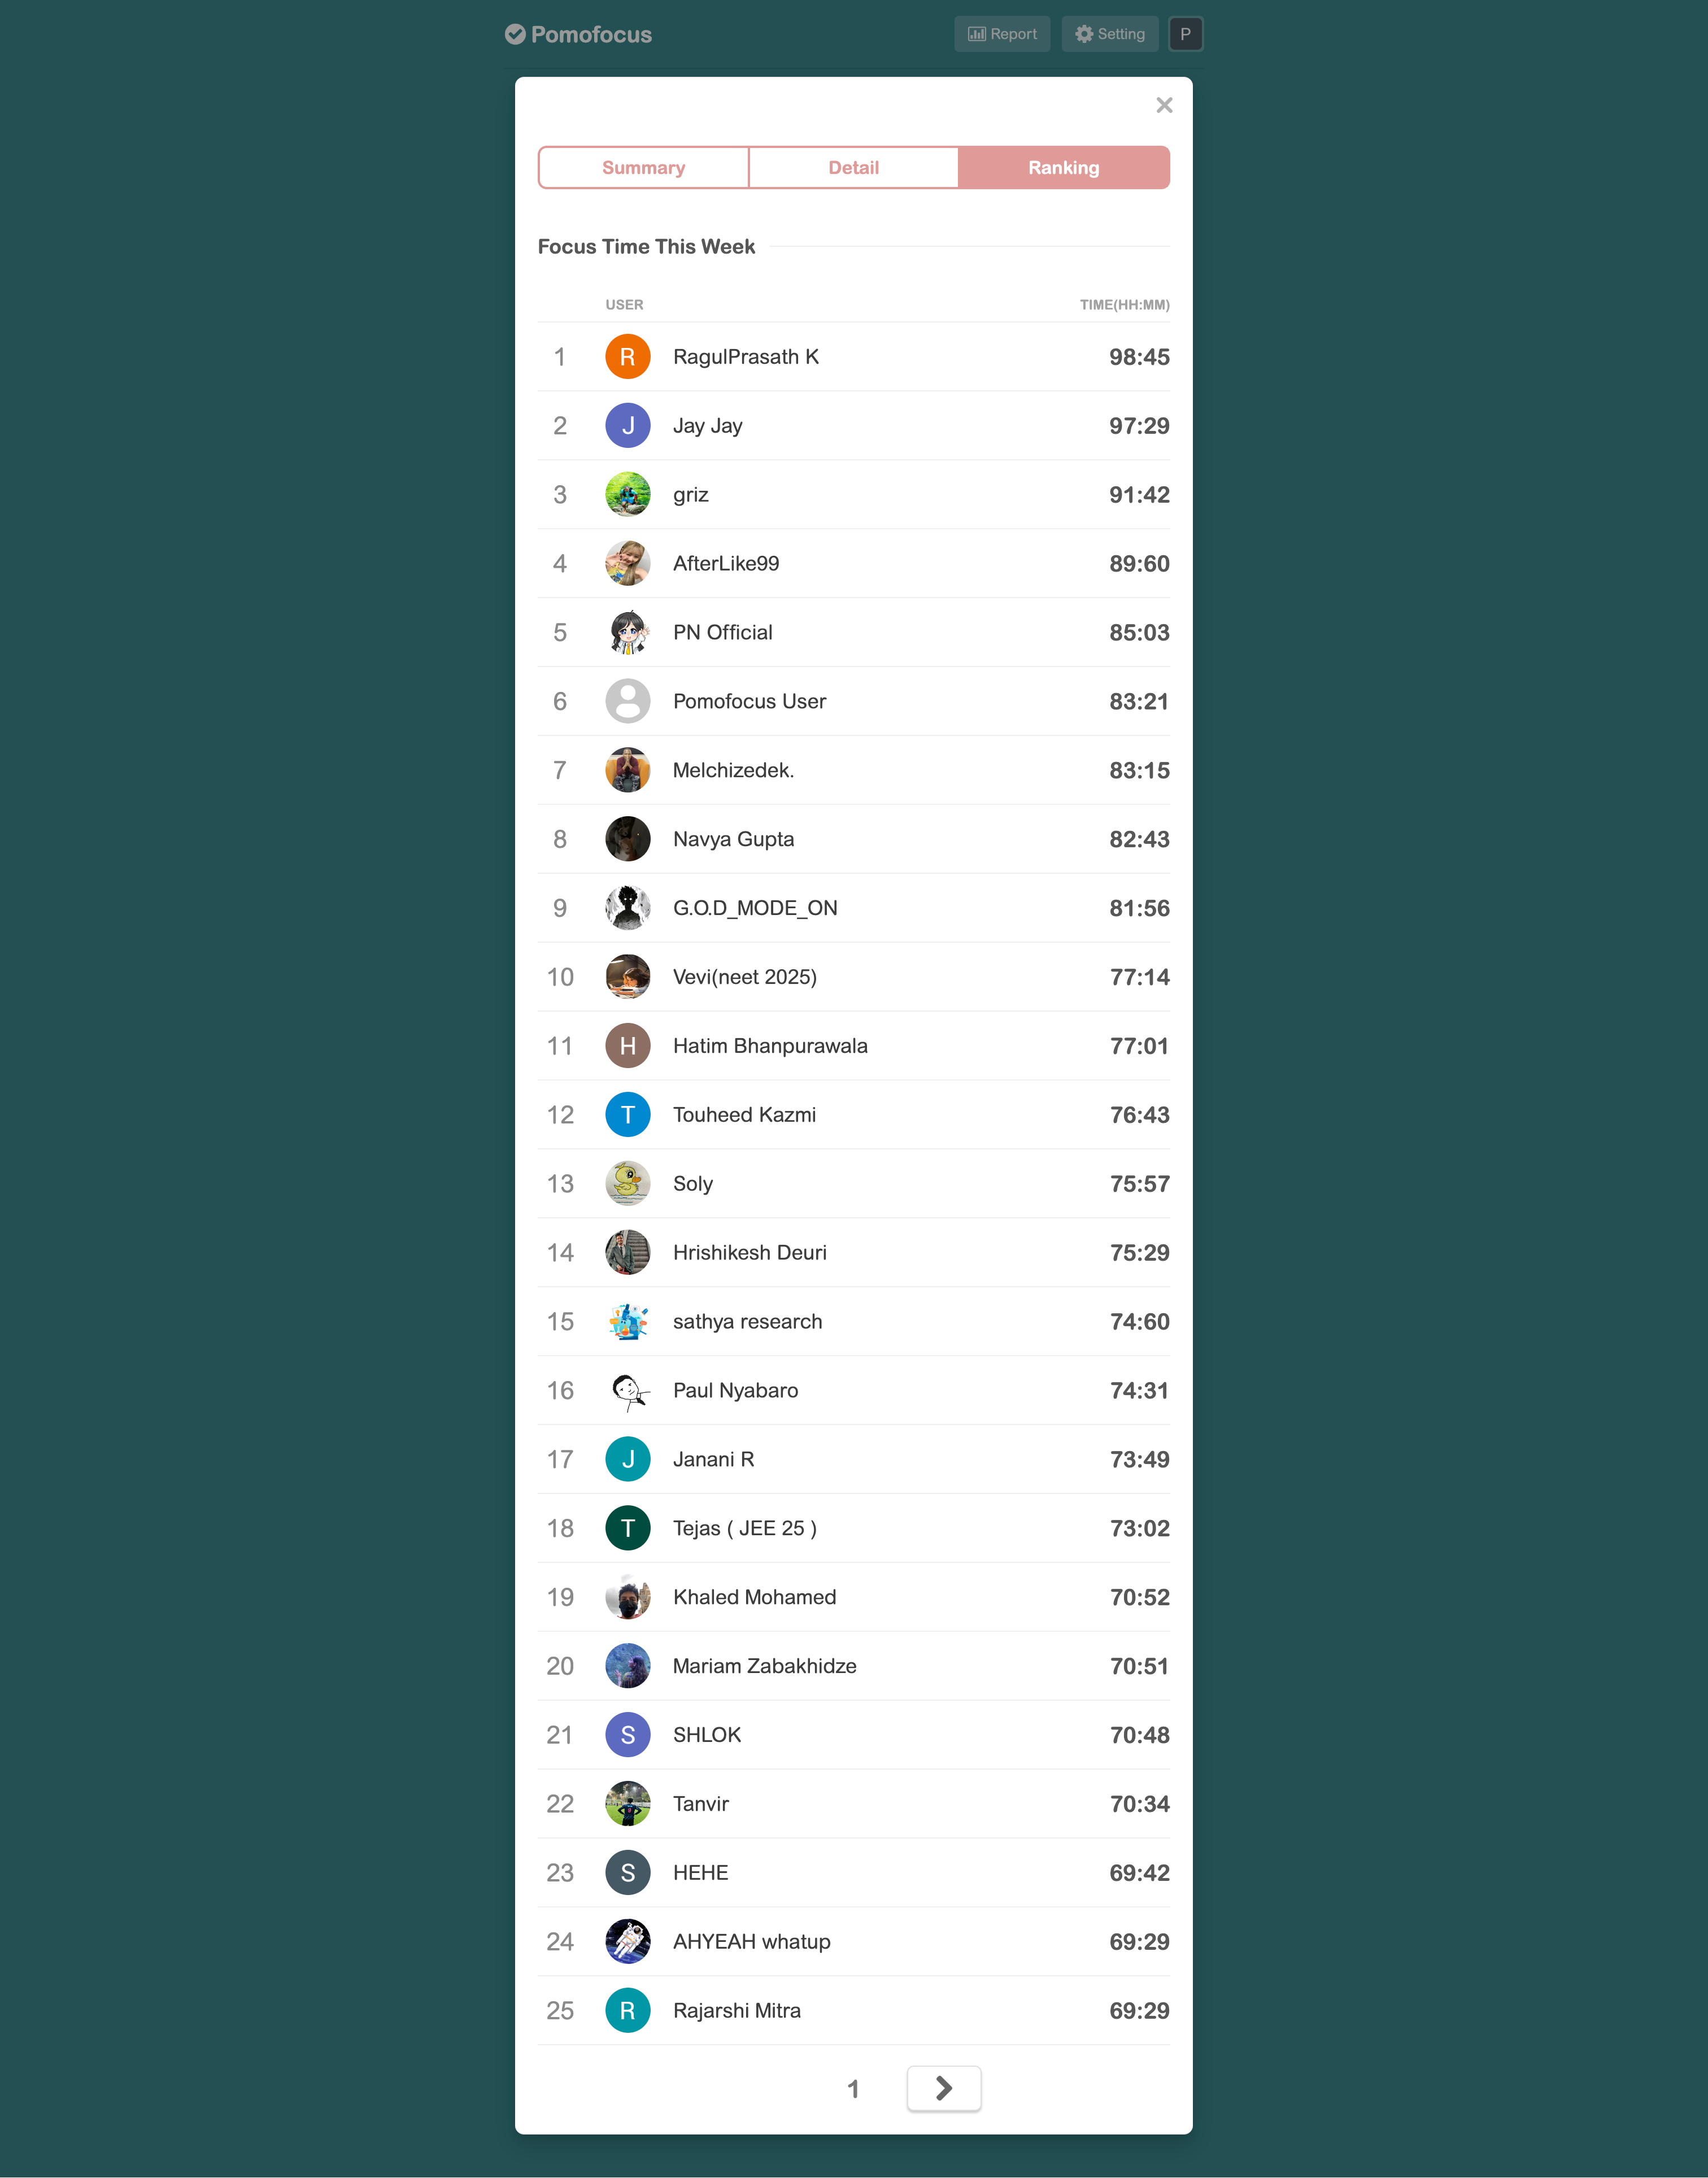 Pomofocus Report Setting P
Summary Detail Ranking
Focus Time This Week
USER TIME(HH:MM)
1 R RagulPrasath K 98:45
2 J Jay Jay 97:29
3 griz 91:42
4 AfterLike99 89:60
5 PN Official 85:03
6 Pomofocus User 83:21
7 Melchizedek. 83:15
8 Navya Gupta 82:43
9 G.O.D_MODE_ON 81:56
10 Vevi(neet 2025) 77:14
11 H Hatim Bhanpurawala 77:01
12 T Touheed Kazmi 76:43
13 Soly 75:57
14 Hrishikesh Deuri 75:29
15 sathya research 74:60
16 Paul Nyabaro 74:31
17 J Janani R 73:49
18 T Tejas ( JEE 25 ) 73:02
19 Khaled Mohamed 70:52
20 Mariam Zabakhidze 70:51
21 S SHLOK 70:48
22 Tanvir 70:34
23 S HEHE 69:42
24 AHYEAH whatup 69:29
25 R Rajarshi Mitra 69:29
1